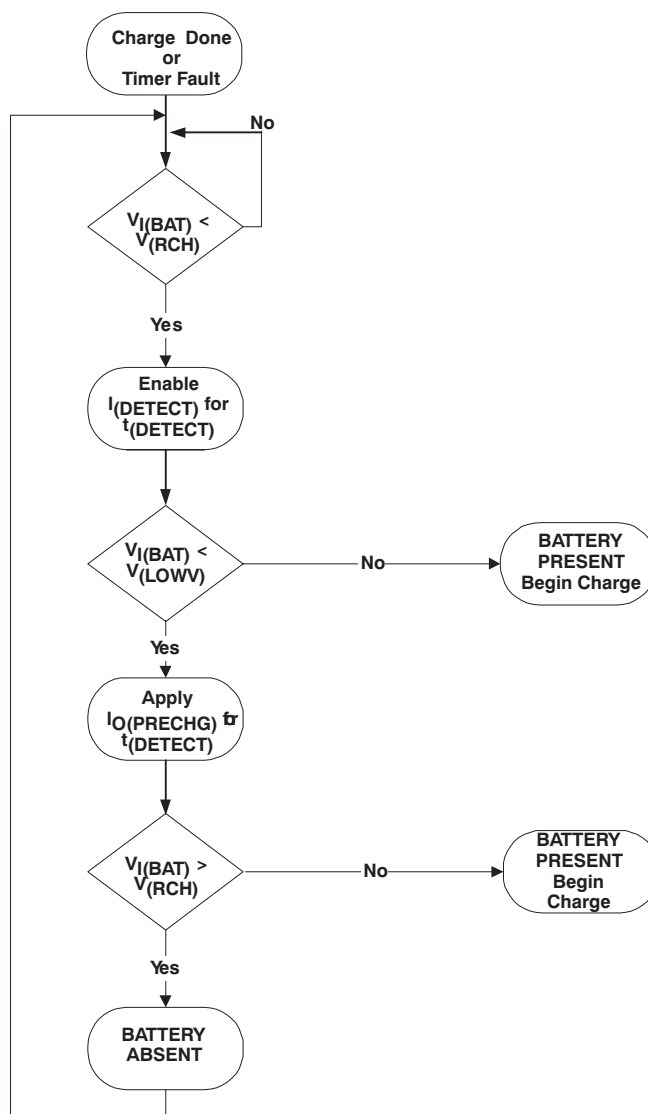 Charge Done
or
Timer Fault
No
VI(BAT) <
V(RCH)
Yes
Enable
I(DETECT) for
t(DETECT)
VI(BAT) <
V(LOWV)
No
BATTERY
PRESENT
Begin Charge
Yes
Apply
IO(PRECHG) for
t(DETECT)
VI(BAT) >
V(RCH)
No
BATTERY
PRESENT
Begin
Charge
Yes
BATTERY
ABSENT